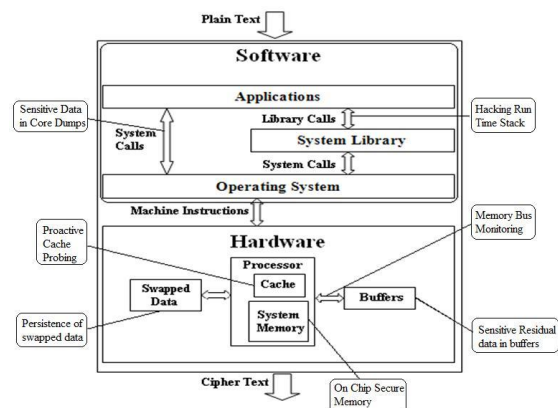 Plain Text
Software
Applications
Sensitive Data
in Core Dumps
System
Calls
Library Calls
Hacking Run
Time Stack
System Library
System Calls
Operating System
Machine Instructions
Proactive
Cache
Probing
Hardware
Memory Bus
Monitoring
Processor
Cache
Swapped
Data
System
Memory
Buffers
Persistence of
swapped data
Sensitive Residual
data in buffers
Cipher Text
On Chip Secure
Memory